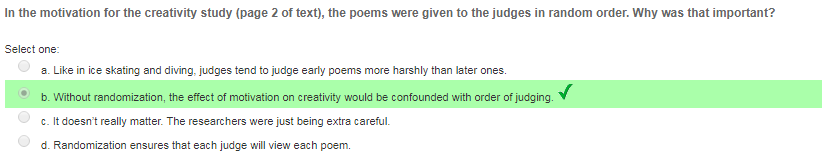 In the motivation for the creativity study (page 2 of text), the poems were given to the judges in random order. Why was that important?
Select one:
a. Like in ice skating and diving, judges tend to judge early poems more harshly than later ones.
b. Without randomization, the effect of motivation on creativity would be confounded with order of judging.
c. It doesn't really matter. The researchers were just being extra careful.
d. Randomization ensures that each judge will view each poem.